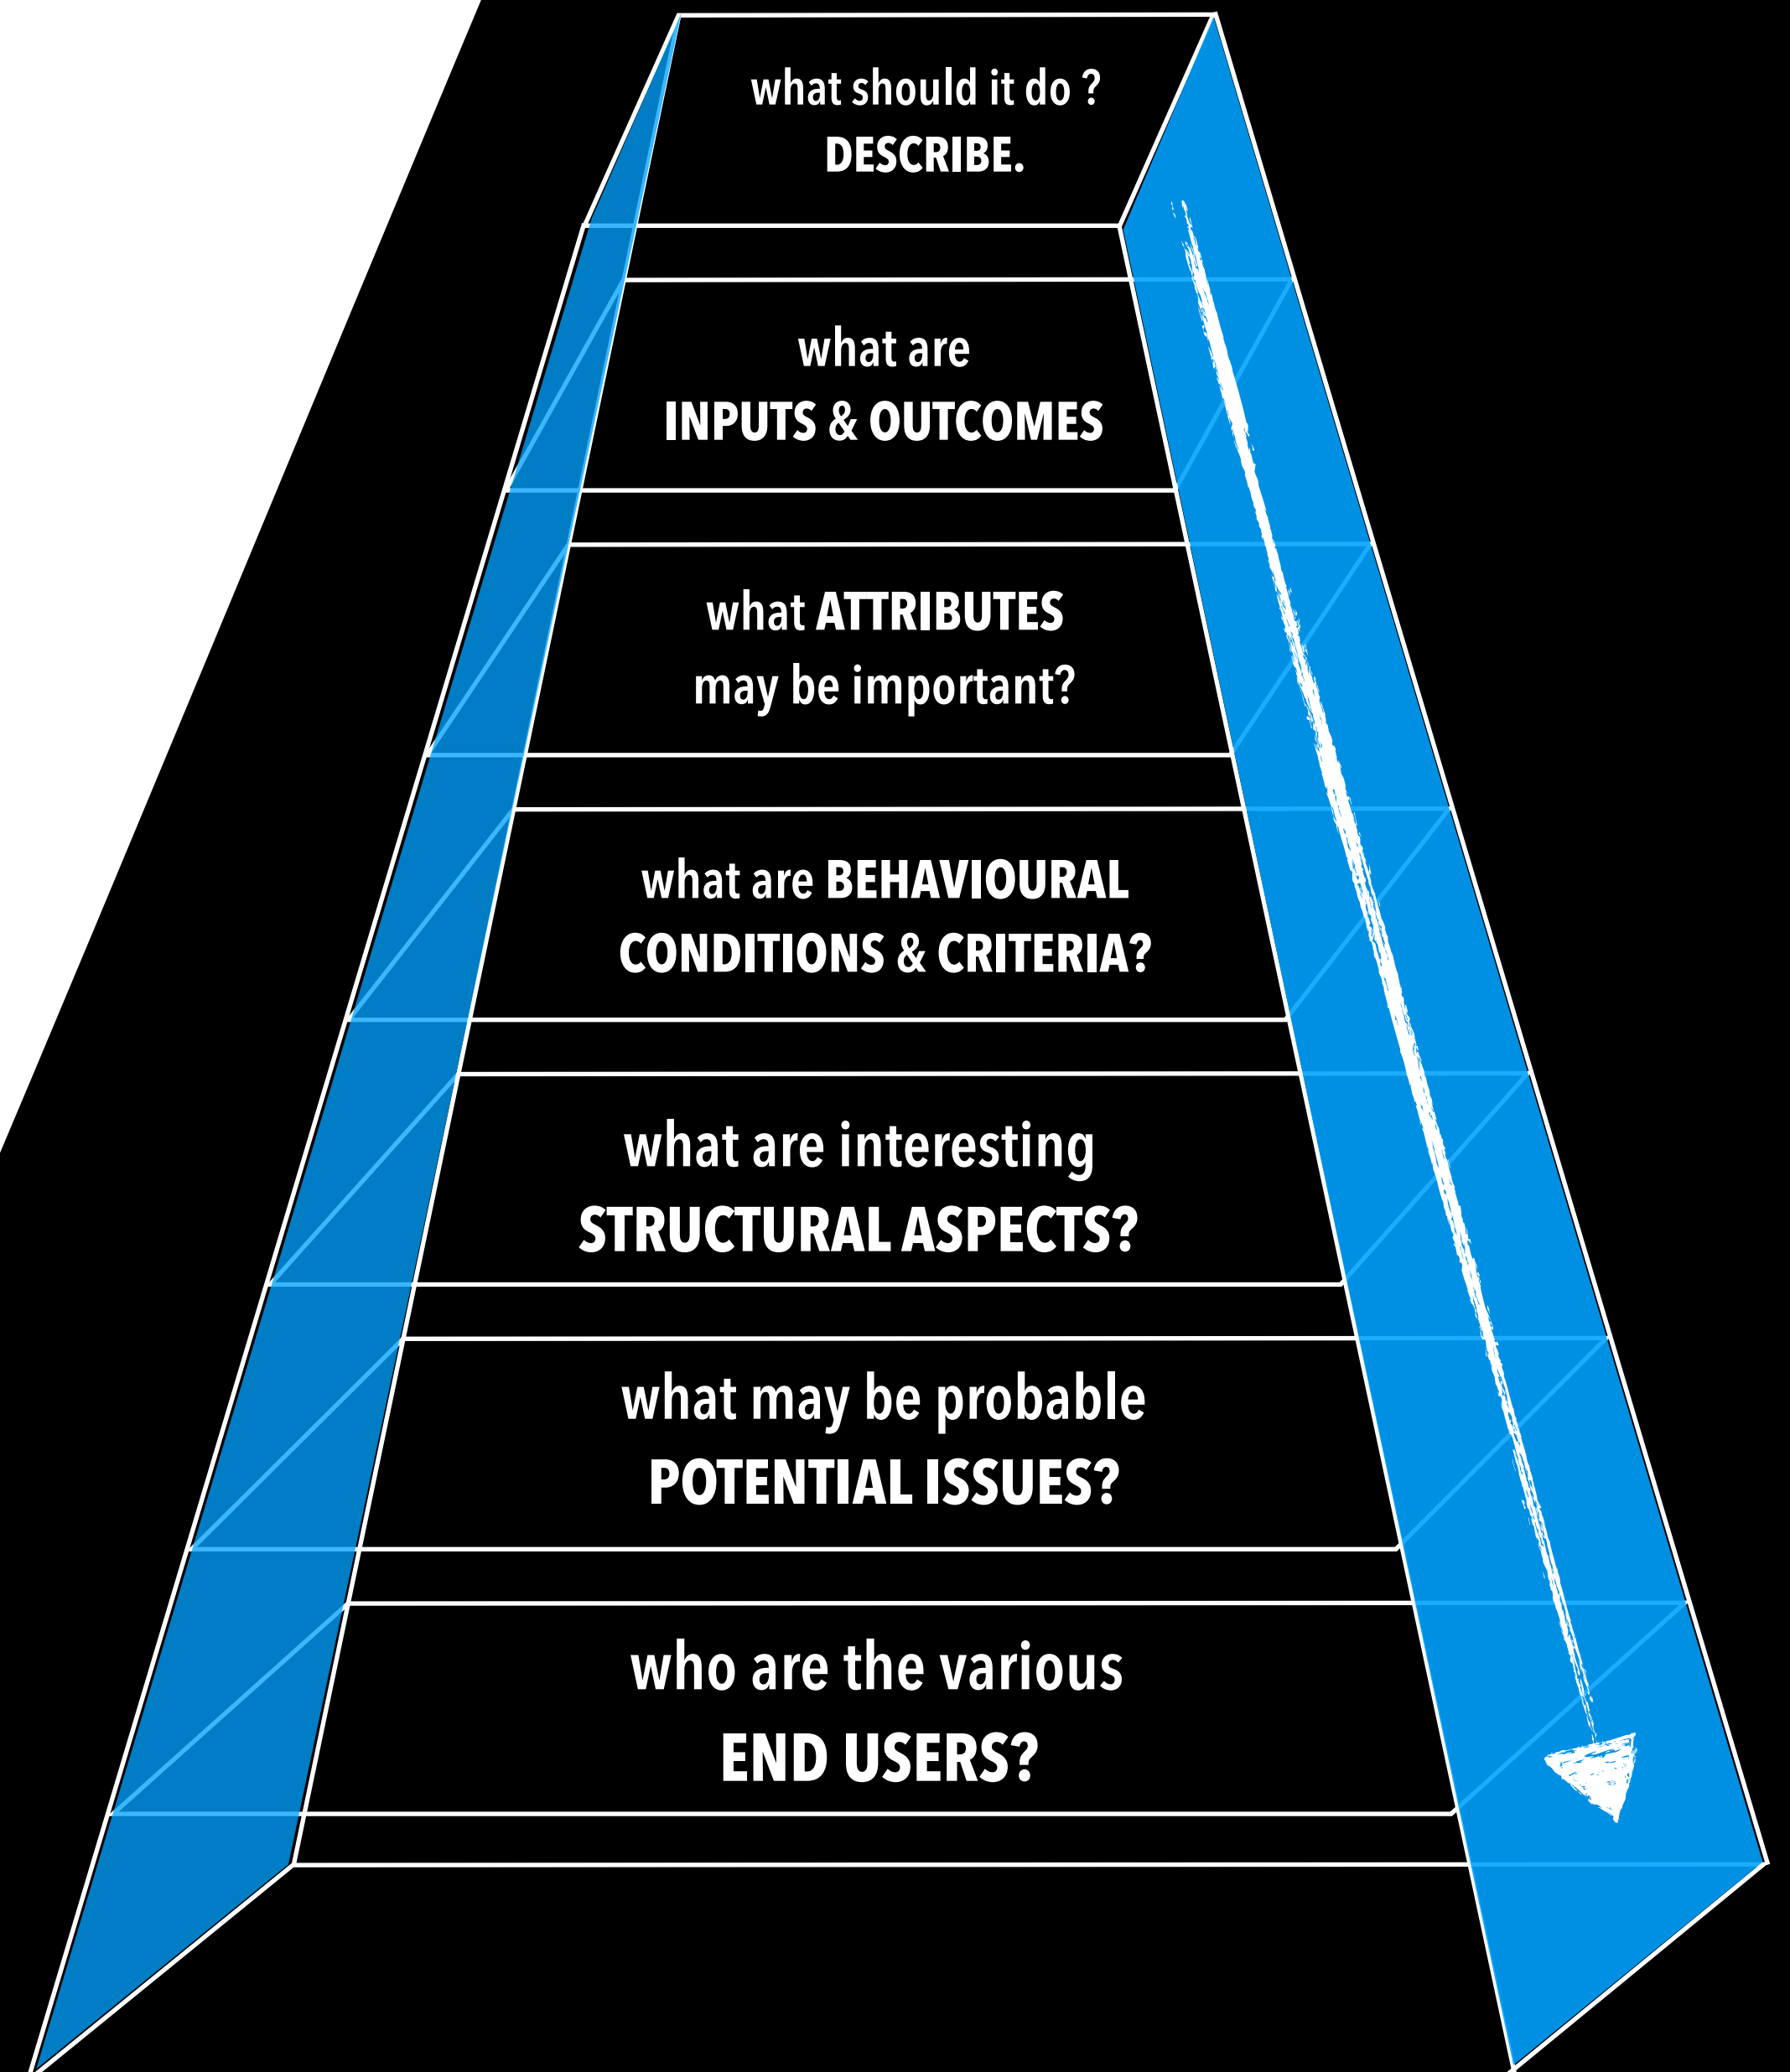 what should it do ?
DESCRIBE.
what are
INPUTS & OUTCOMES
what ATTRIBUTES
may be important?
what are BEHAVIOURAL
CONDITIONS & CRITERIA?
what are interesting
STRUCTURAL ASPECTS?
what may be probable
POTENTIAL ISSUES?
who are the various
END USERS?